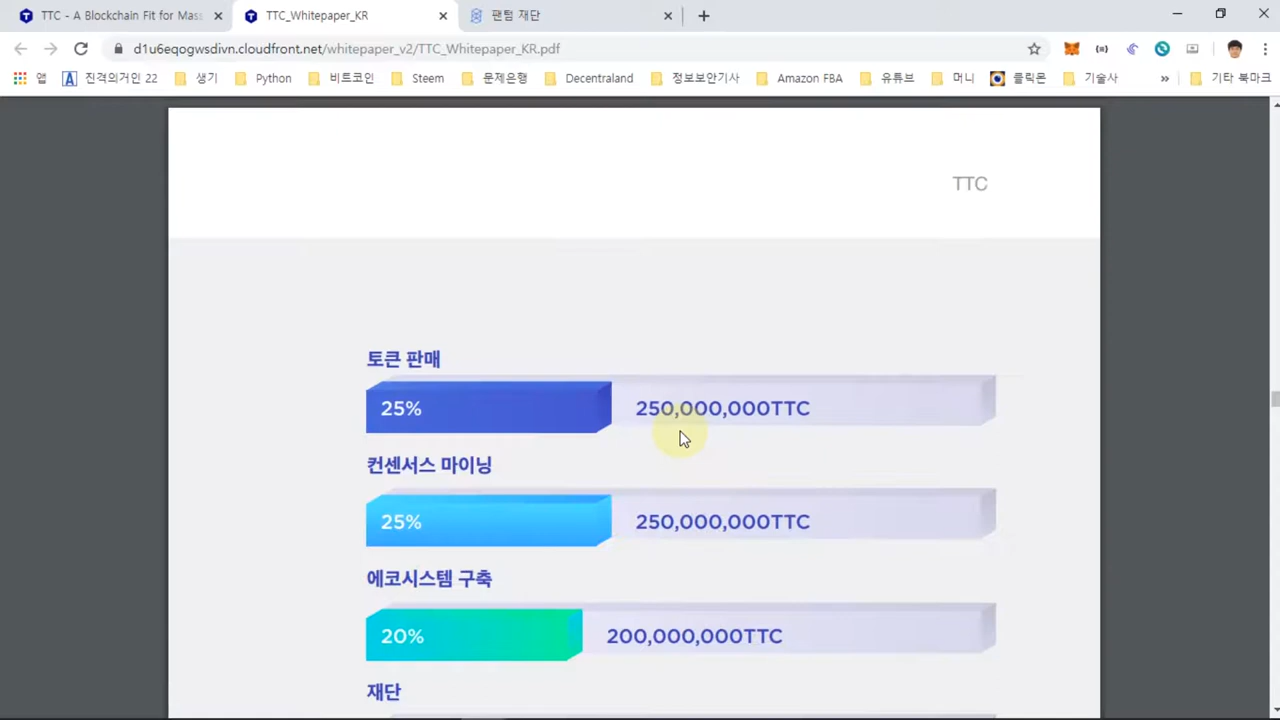 TTC - A Blockchain Fit for Mass
TTC_Whitepaper_KR
팬텀 재단
d1u6eqogwsdivn.cloudfront.net/whitepaper_v2/TTC_Whitepaper_KR.pdf
앱 진격의거인 22 생기 Python 비트코인 Steem 문제은행 Decentraland 정보보안기사 Amazon FBA 유튜브 머니 클릭몬 기술사 » 기타 북마크
TTC
토큰 판매
25% 250,000,000TTC
컨센서스 마이닝
25% 250,000,000TTC
에코시스템 구축
20% 200,000,000TTC
재단